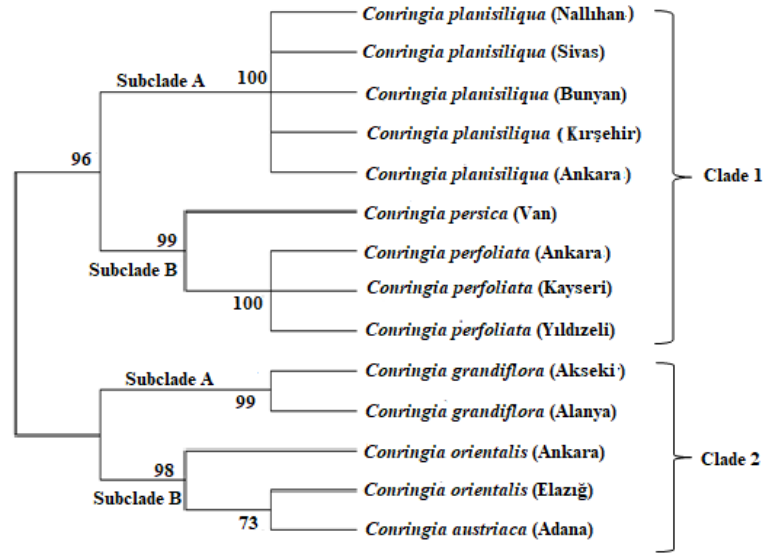 Conringia planisiliqua (Nallıhan)
Conringia planisiliqua (Sivas)
Subclade A
100
Conringia planisiliqua (Bunyan)
Conringia planisiliqua (Kırşehir)
96
Conringia planisiliqua (Ankara)
Clade 1
Conringia persica (Van)
99
Subclade B
Conringia perfoliata (Ankara)
Conringia perfoliata (Kayseri)
100
Conringia perfoliata (Yıldızeli)
Subclade A
Conringia grandiflora (Akseki)
99
Conringia grandiflora (Alanya)
Conringia orientalis (Ankara)
Clade 2
98
Subclade B
Conringia orientalis (Elazığ)
73
Conringia austriaca (Adana)